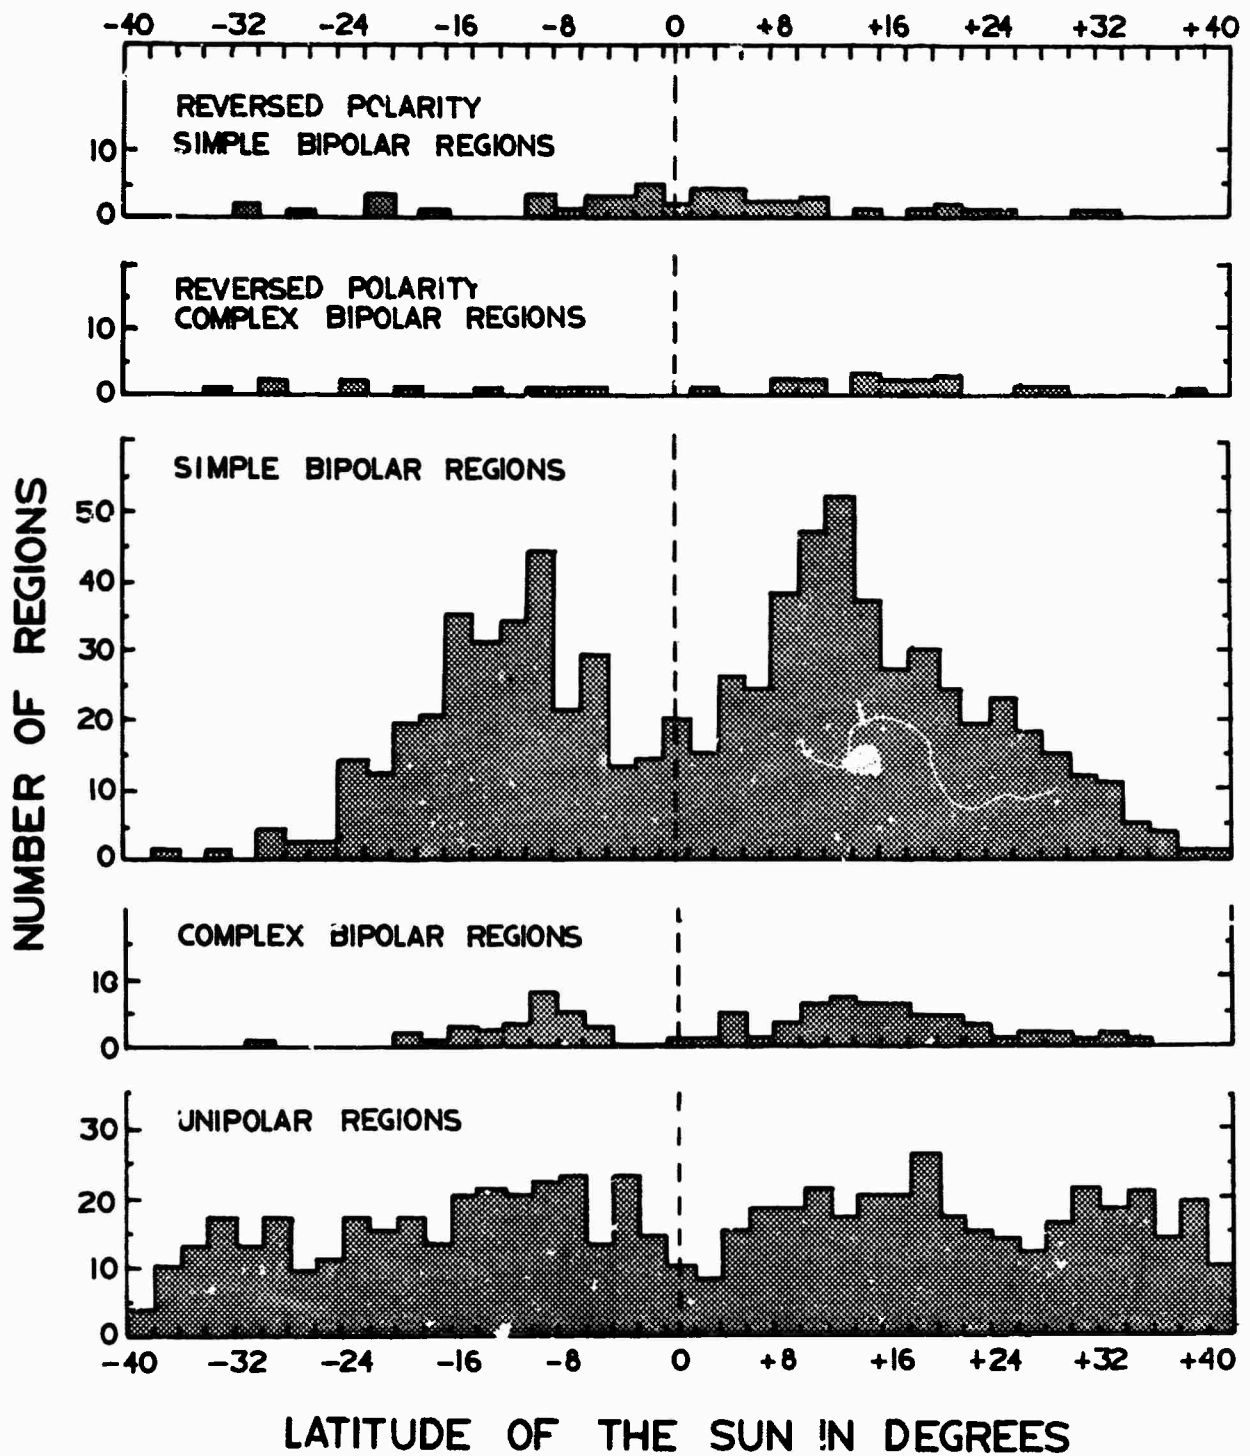 -40 -32 -24 -16 -8 0 +8 +16 +24 +32 +40
REVERSED POLARITY
SIMPLE BIPOLAR REGIONS
10
0
REVERSED POLARITY
COMPLEX BIPOLAR REGIONS
10
0
SIMPLE BIPOLAR REGIONS
50
40
30
20
10
0
NUMBER OF REGIONS
COMPLEX BIPOLAR REGIONS
10
0
UNIPOLAR REGIONS
30
20
10
0
-40 -32 -24 -16 -8 0 +8 +16 +24 +32 +40
LATITUDE OF THE SUN IN DEGREES